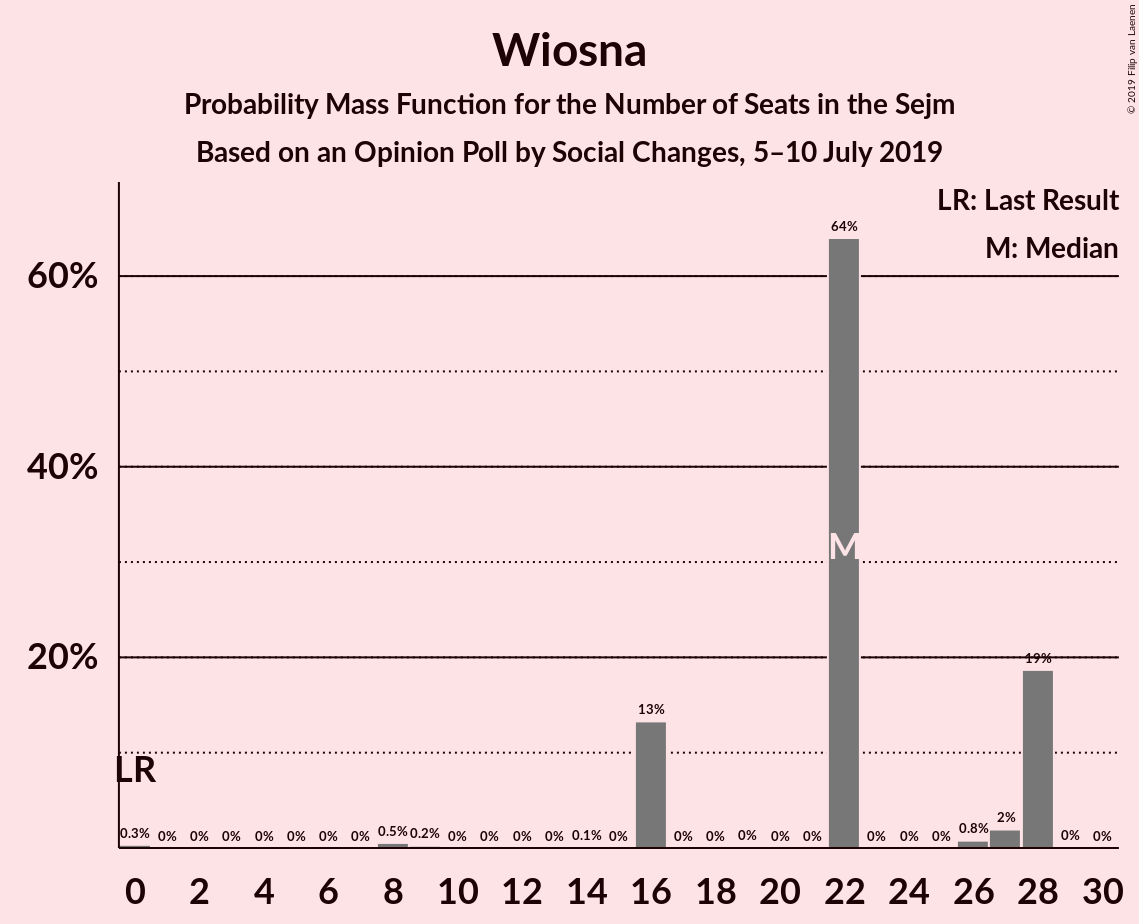 Wiosna
Probability Mass Function for the Number of Seats in the Sejm
Based on an Opinion Poll by Social Changes, 5–10 July 2019
© 2019 Filip van Laenen
LR: Last Result
M: Median
64%
60%
40%
M
20%
19%
13%
LR
0.3% 0% 0% 0% 0% 0% 0% 0% 0.5% 0.2% 0% 0% 0% 0% 0.1% 0% 0% 0% 0% 0% 0% 0% 0% 0% 0.8% 2% 0% 0%
0 2 4 6 8 10 12 14 16 18 20 22 24 26 28 30